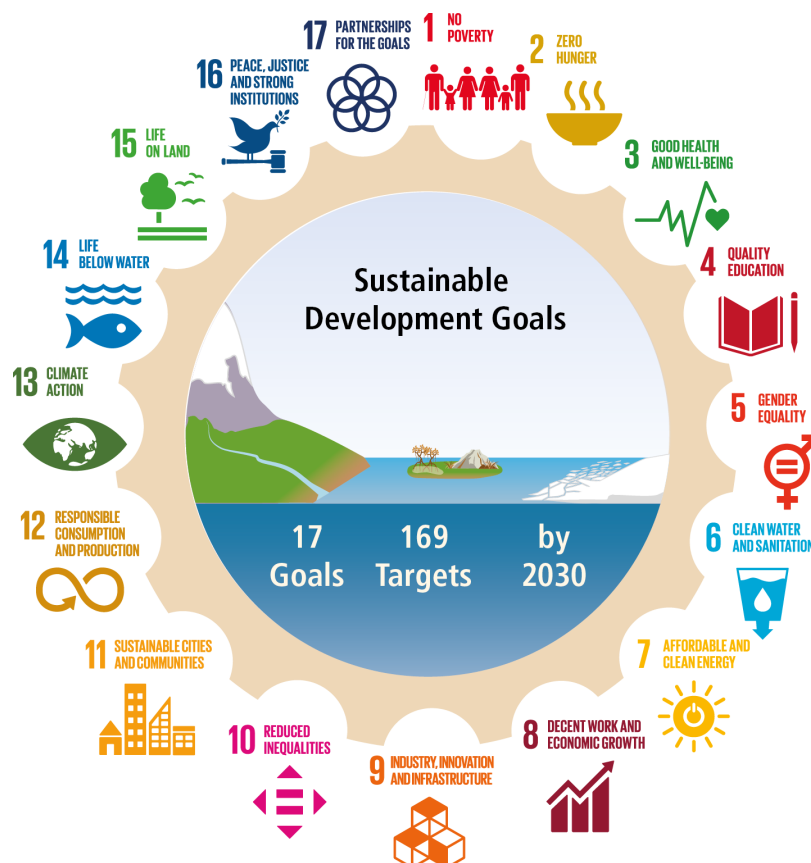 1 NO
POVERTY
2 ZERO
HUNGER
3 GOOD HEALTH
AND WELL-BEING
4 QUALITY
EDUCATION
5 GENDER
EQUALITY
6 CLEAN WATER
AND SANITATION
7 AFFORDABLE AND
CLEAN ENERGY
8 DECENT WORK AND
ECONOMIC GROWTH
9 INDUSTRY, INNOVATION
AND INFRASTRUCTURE
10 REDUCED
INEQUALITIES
11 SUSTAINABLE CITIES
AND COMMUNITIES
12 RESPONSIBLE
CONSUMPTION
AND PRODUCTION
13 CLIMATE
ACTION
14 LIFE
BELOW WATER
15 LIFE
ON LAND
16 PEACE, JUSTICE
AND STRONG
INSTITUTIONS
17 PARTNERSHIPS
FOR THE GOALS
Sustainable
Development Goals
17 169 by
Goals Targets 2030